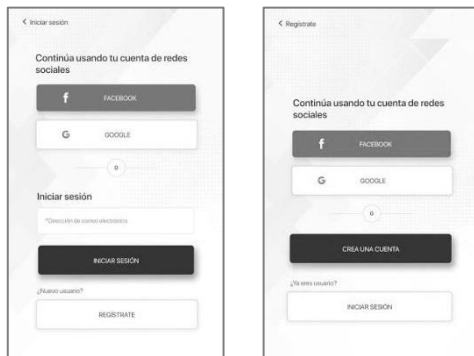 < Iniciar sesión
Continúa usando tu cuenta de redes
sociales
f FACEBOOK
G GOOGLE
o
Iniciar sesión
*Dirección de correo electrónico
INICIAR SESIÓN
¿Nuevo usuario?
REGÍSTRATE
< Regístrate
Continúa usando tu cuenta de redes
sociales
f FACEBOOK
G GOOGLE
o
CREA UNA CUENTA
¿Ya eres usuario?
INICIAR SESIÓN